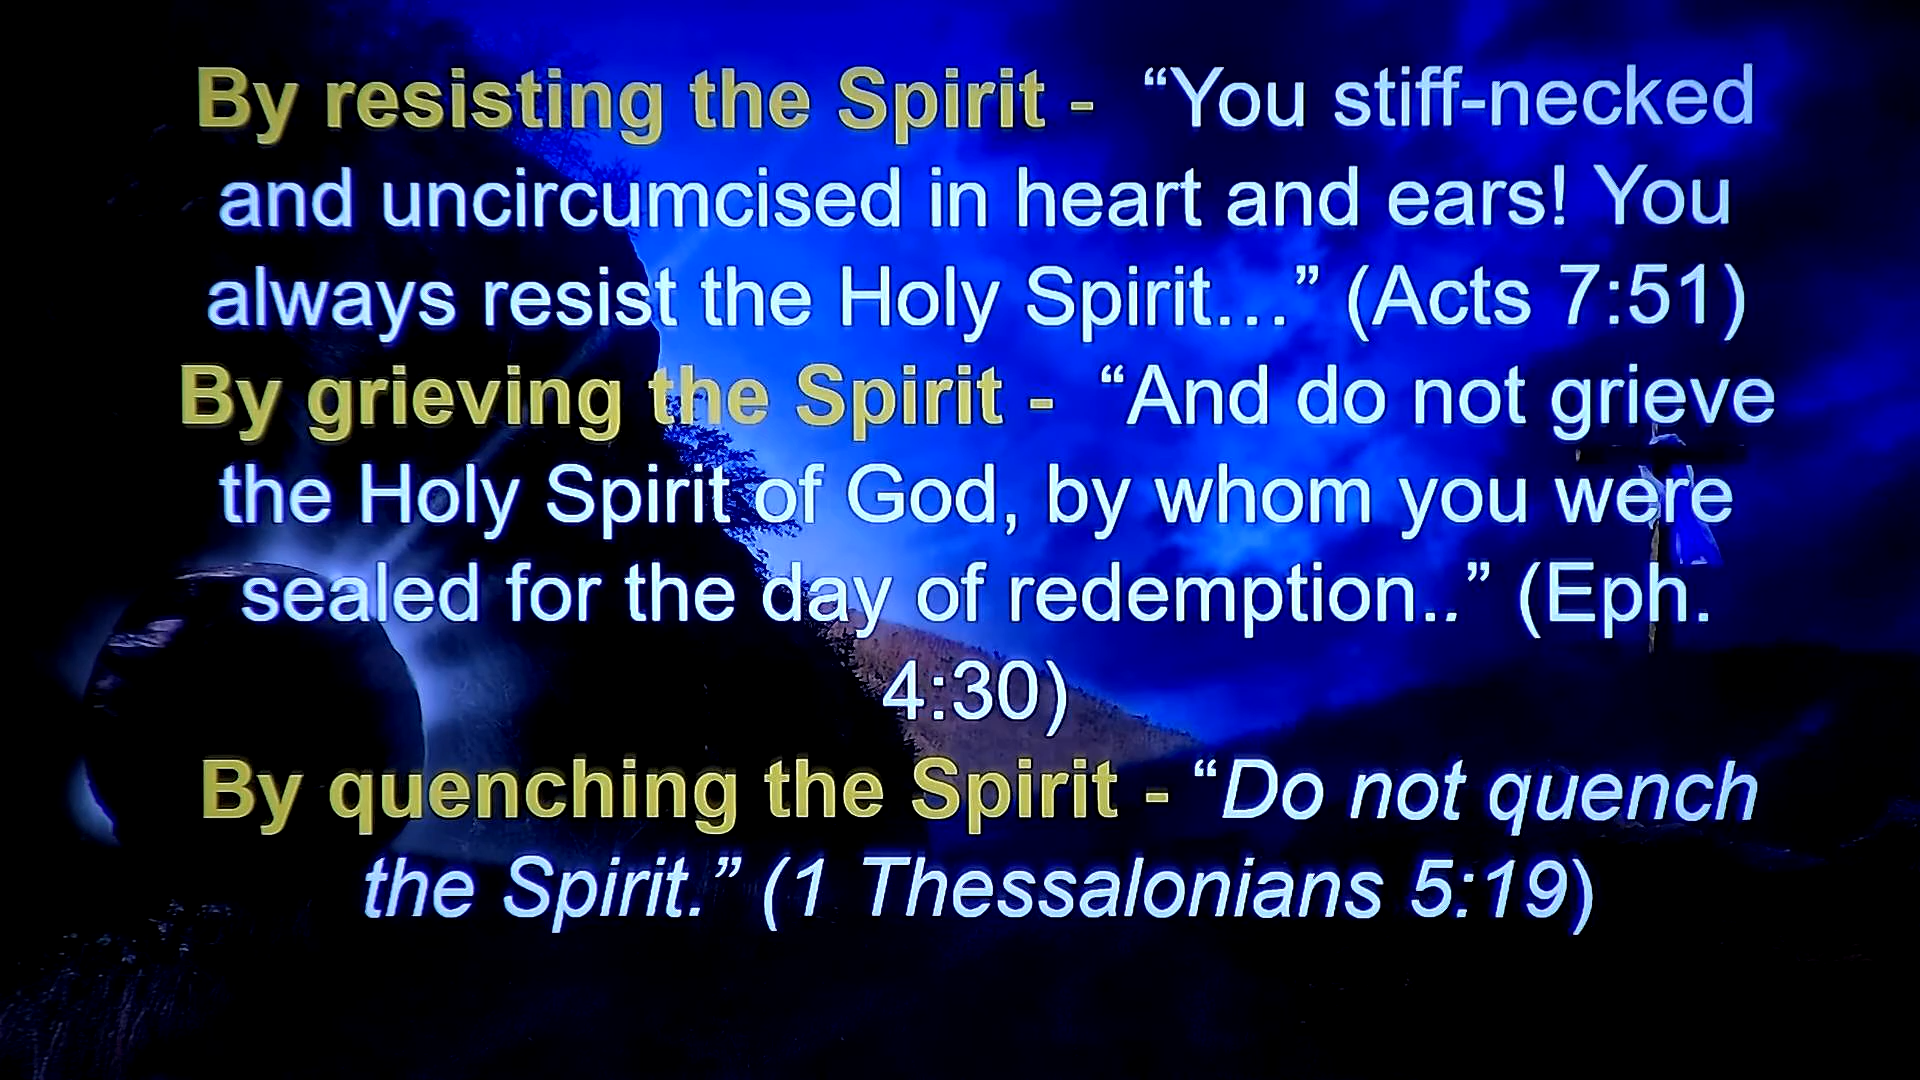 By resisting the Spirit -  “You stiff-necked
and uncircumcised in heart and ears! You
always resist the Holy Spirit…” (Acts 7:51)
By grieving the Spirit -  “And do not grieve
the Holy Spirit of God, by whom you were
sealed for the day of redemption..” (Eph.
4:30)
By quenching the Spirit - “Do not quench
the Spirit.” (1 Thessalonians 5:19)